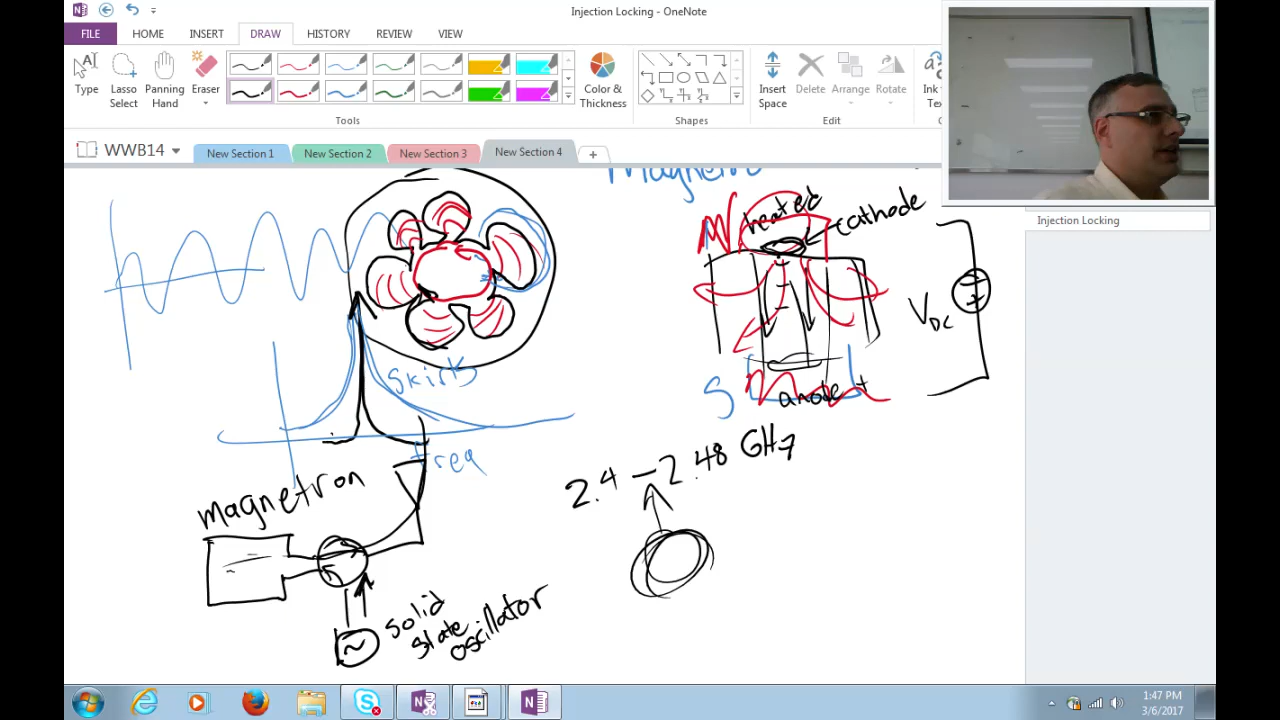 Injection Locking - OneNote
FILE
HOME
INSERT
DRAW
HISTORY
REVIEW
VIEW
Type
Lasso
Select
Panning
Hand
Eraser
Color &
Thickness
Insert
Space
Delete
Arrange
Rotate
Ink to
Tools
Shapes
Edit
WWB14
New Section 1
New Section 2
New Section 3
New Section 4
Injection Locking
N
heated
cathode
VDC
S
anode +
skirts
freq
2.4 - 2.48 GHz
magnetron
solid
state
oscillator
1:47 PM
3/6/2017